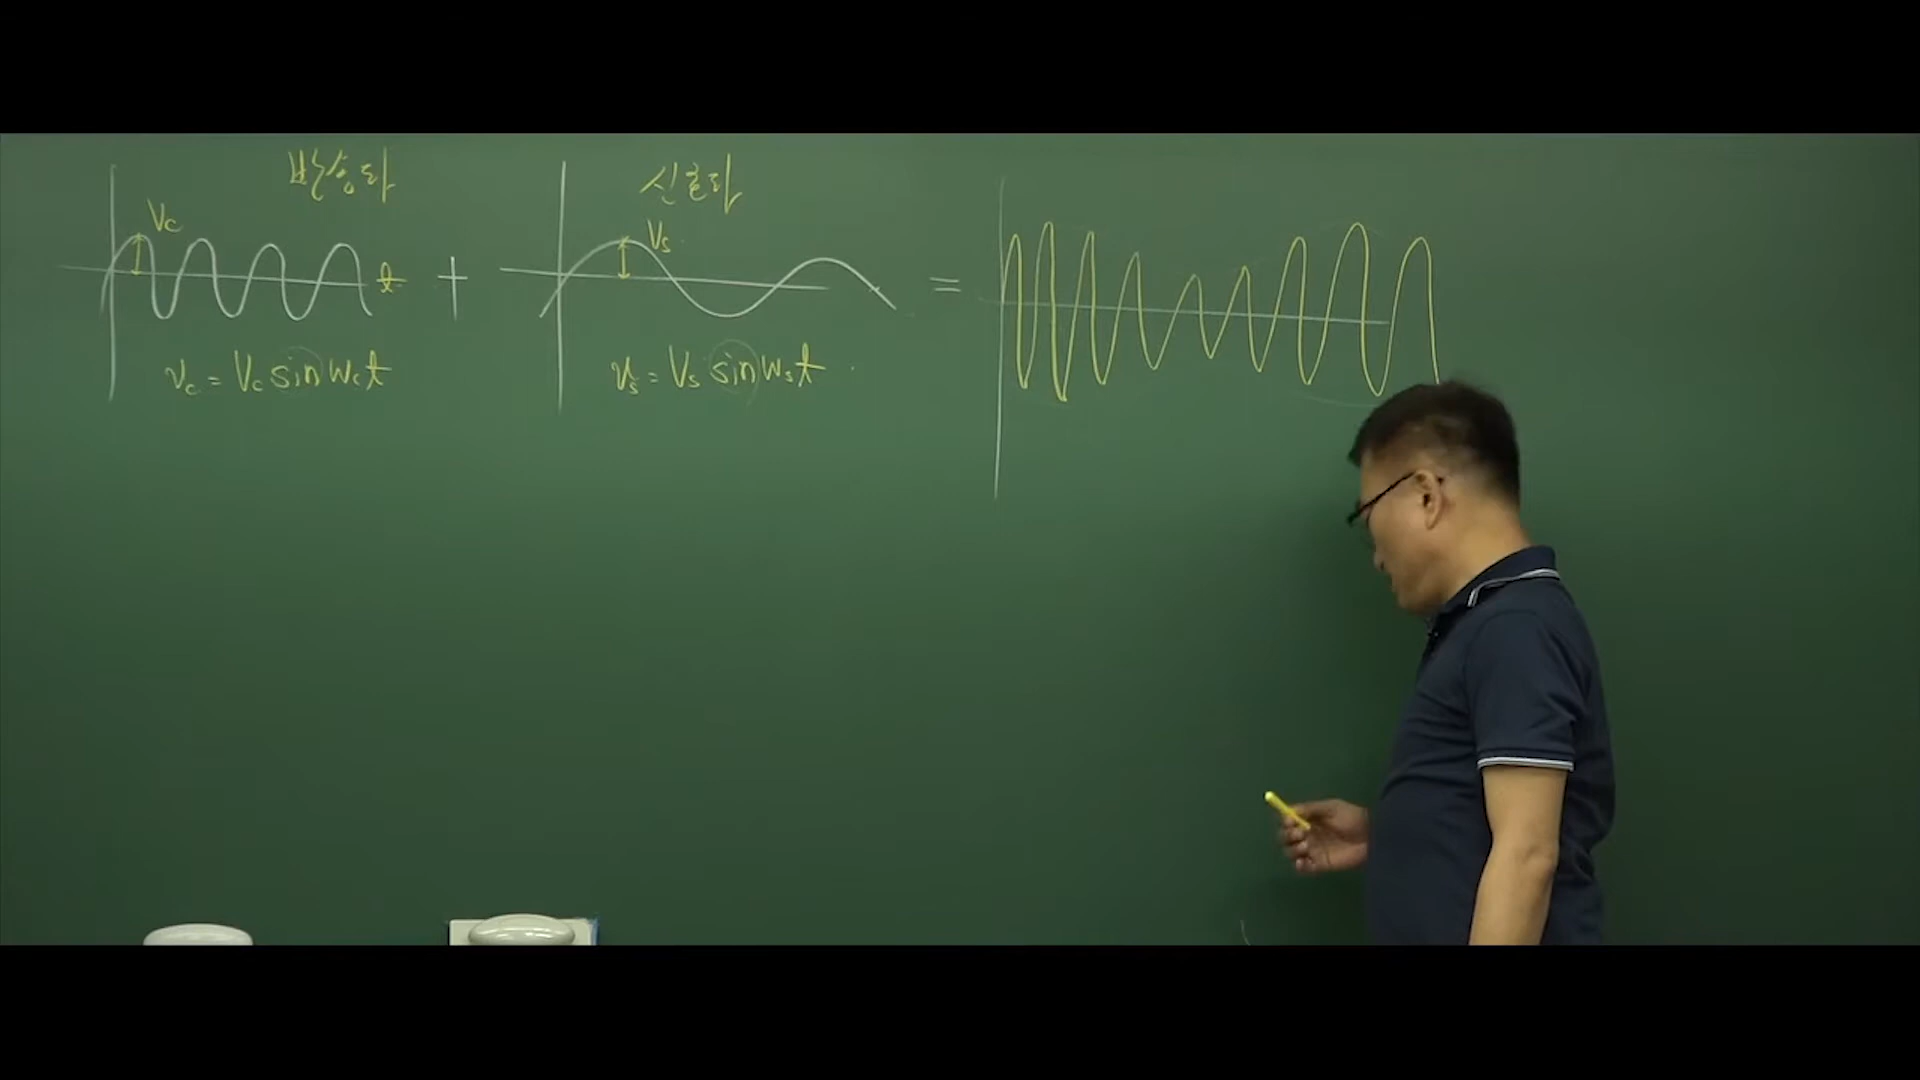 반송파
신호파
Vc
Vs
t
+
=
vc = Vc sin wct
vs = Vs sin wst